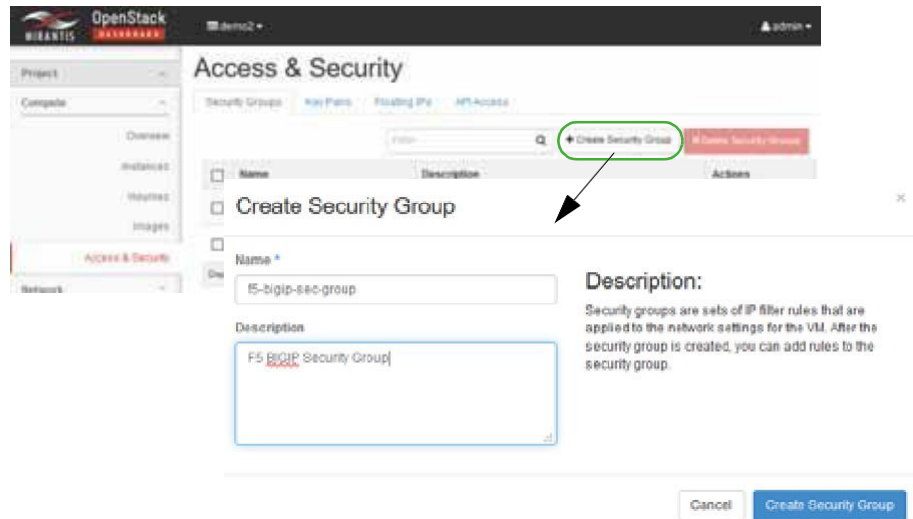 MIRANTIS
OpenStack
DASHBOARD
demo2
admin
Project
Compute
Overview
Instances
Volumes
Images
Access & Security
Network
Access & Security
Security Groups Key Pairs Floating IPs API Access
Filter
+ Create Security Group
Delete Security Groups
Name Description Actions
Create Security Group
×
Name *
f5-bigip-sec-group
Description
F5 BIGIP Security Group
Description:
Security groups are sets of IP filter rules that are
applied to the network settings for the VM. After the
security group is created, you can add rules to the
security group.
Cancel
Create Security Group